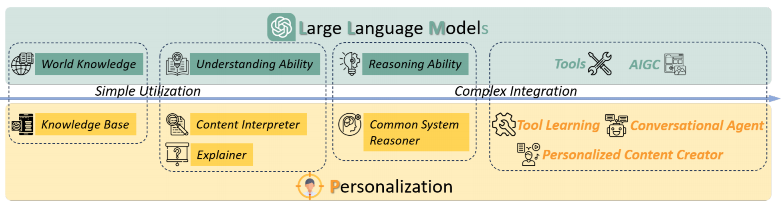 Large Language Models
World Knowledge
Understanding Ability
Reasoning Ability
Tools
AIGC
Simple Utilization
Complex Integration
Knowledge Base
Content Interpreter
Explainer
Common System
Reasoner
Tool Learning
Conversational Agent
Personalized Content Creator
Personalization